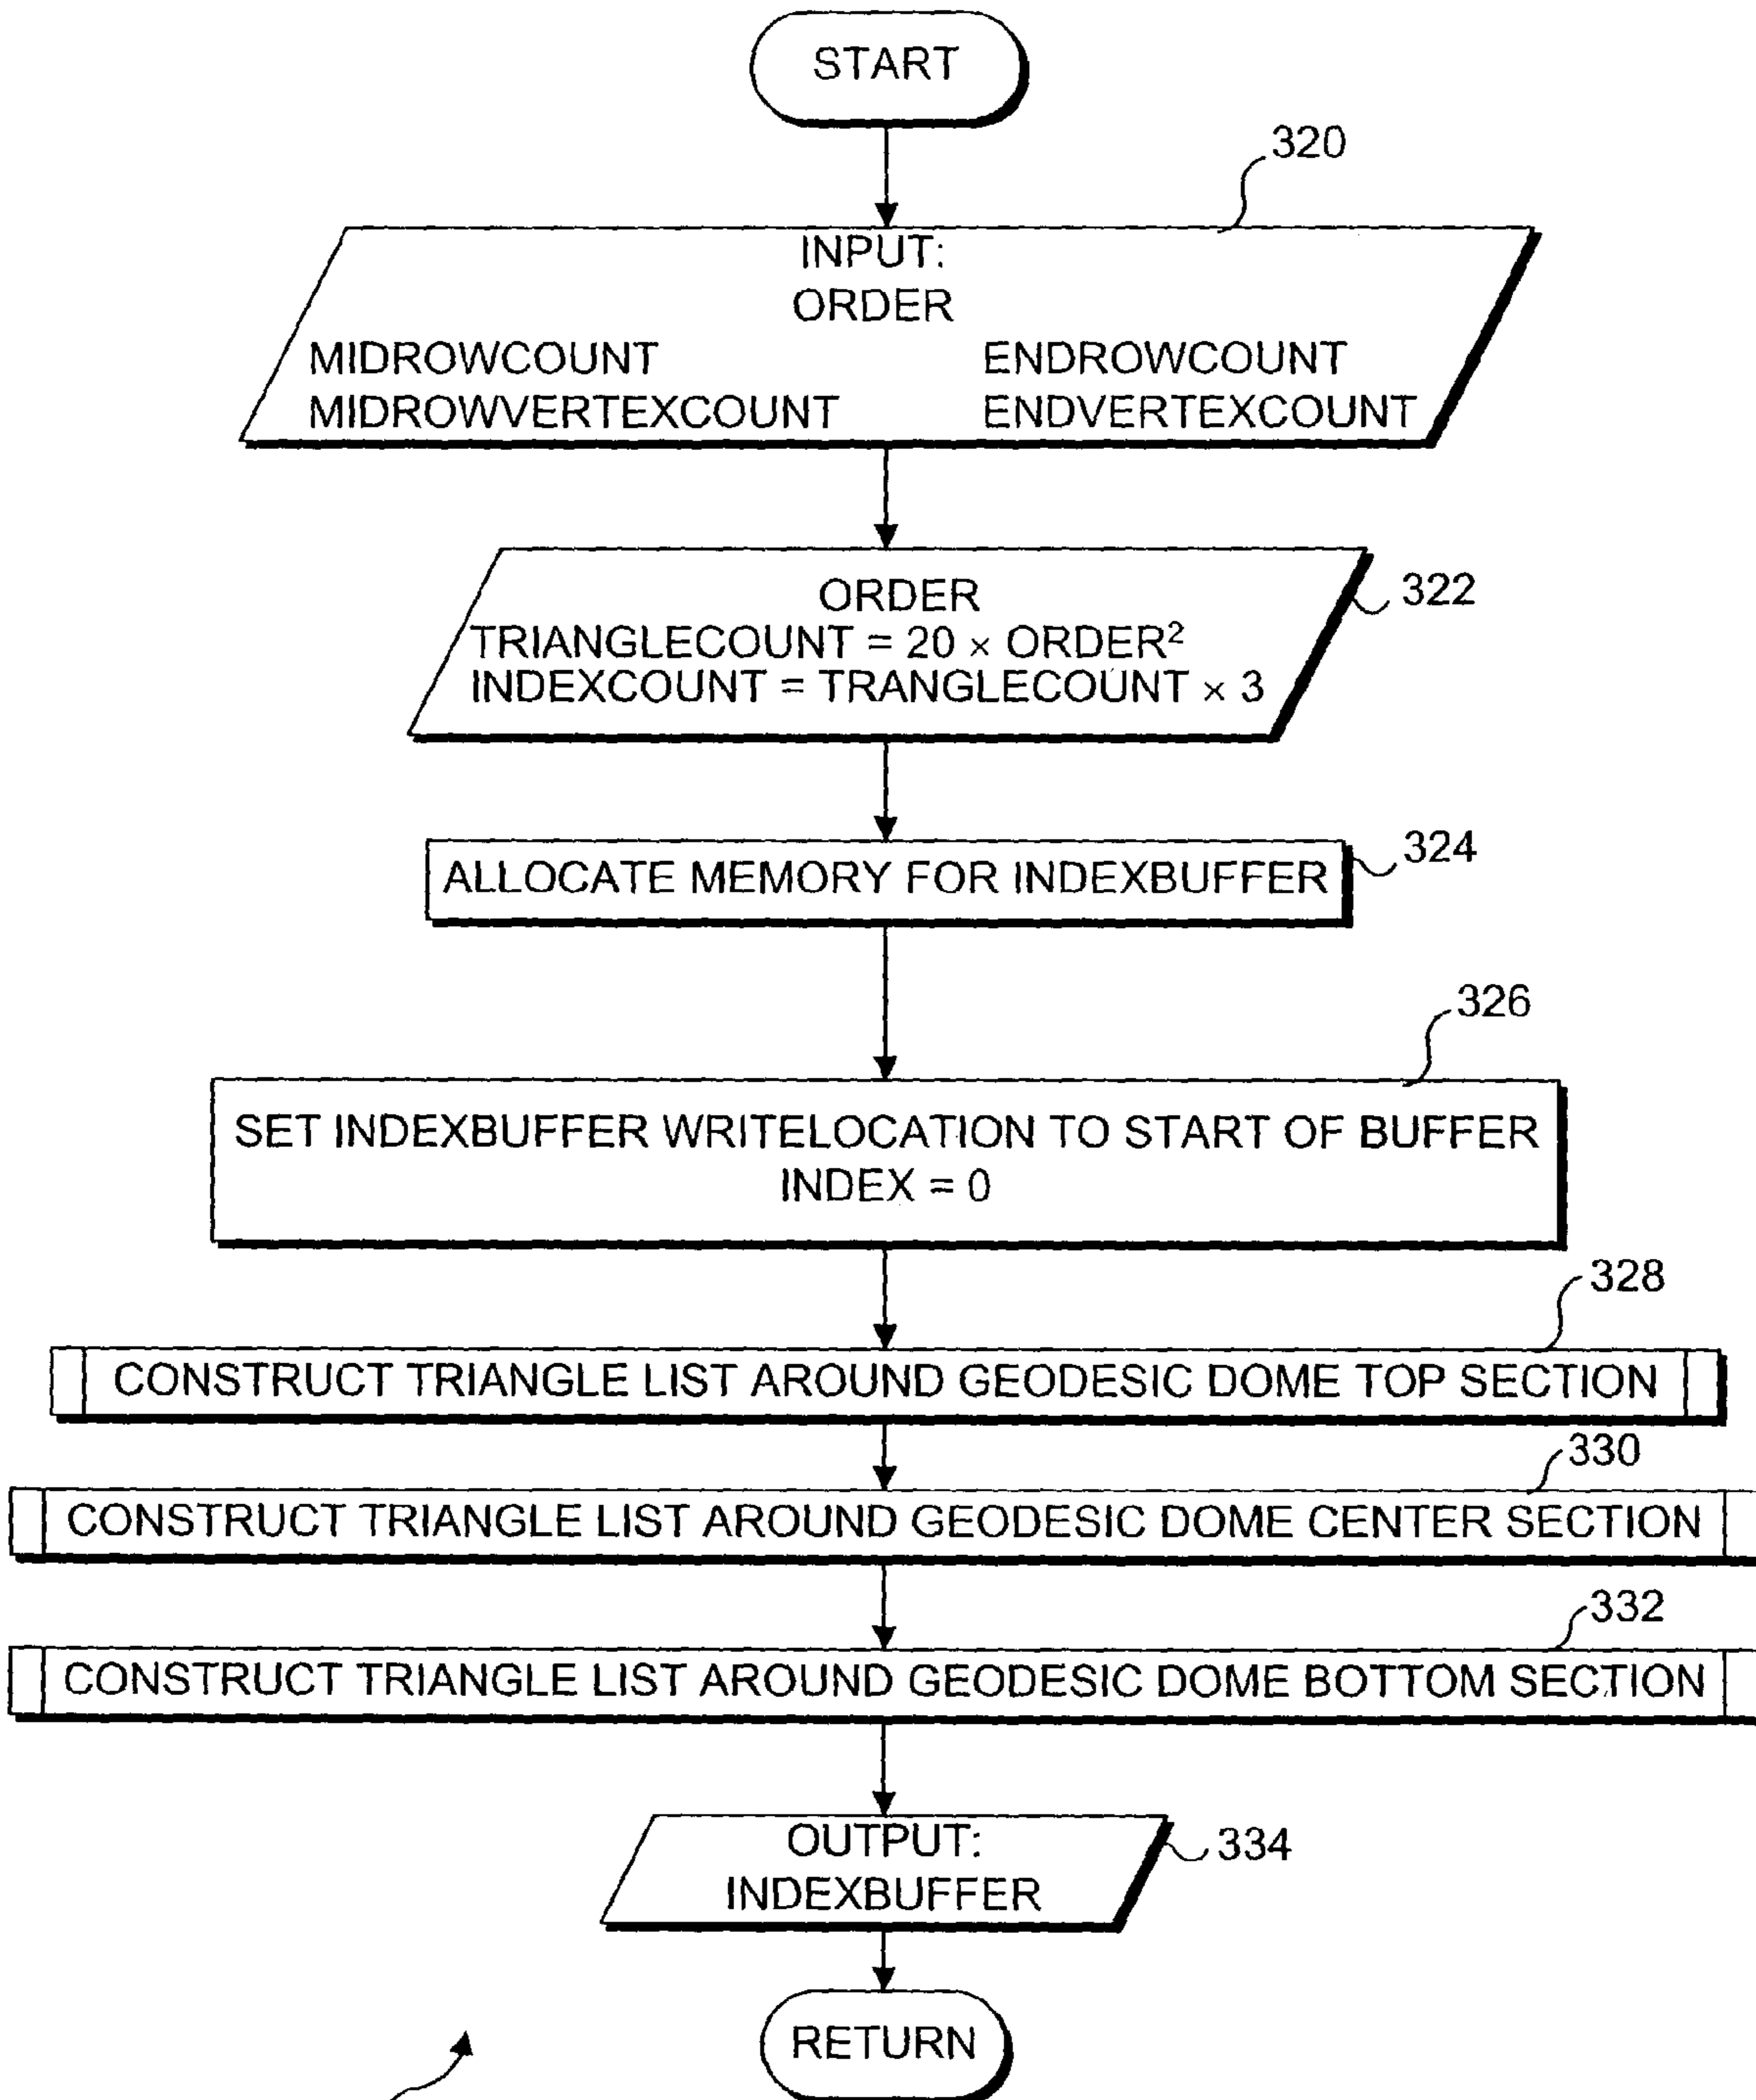 START
320
INPUT:
ORDER
MIDROWCOUNT ENDROWCOUNT
MIDROWVERTEXCOUNT ENDVERTEXCOUNT
322
ORDER
TRIANGLECOUNT = 20 × ORDER²
INDEXCOUNT = TRANGLECOUNT × 3
324
ALLOCATE MEMORY FOR INDEXBUFFER
326
SET INDEXBUFFER WRITELOCATION TO START OF BUFFER
INDEX = 0
328
CONSTRUCT TRIANGLE LIST AROUND GEODESIC DOME TOP SECTION
330
CONSTRUCT TRIANGLE LIST AROUND GEODESIC DOME CENTER SECTION
332
CONSTRUCT TRIANGLE LIST AROUND GEODESIC DOME BOTTOM SECTION
OUTPUT:
334
INDEXBUFFER
RETURN